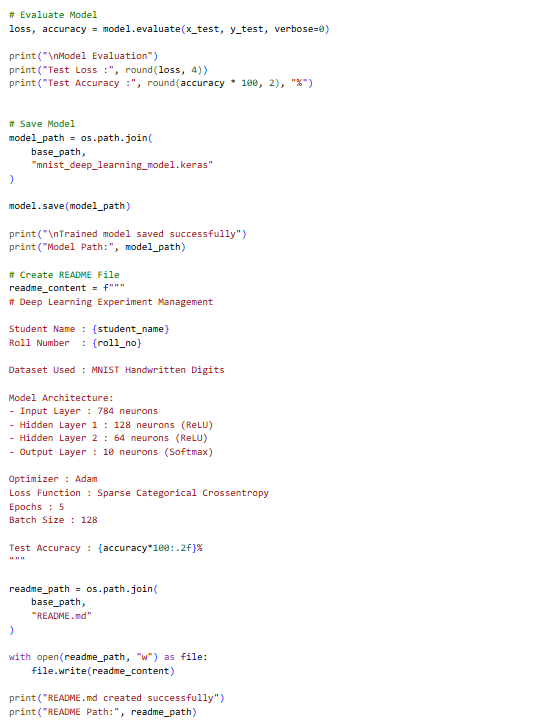 # Evaluate Model
loss, accuracy = model.evaluate(x_test, y_test, verbose=0)
print("\nModel Evaluation")
print("Test Loss :", round(loss, 4))
print("Test Accuracy :", round(accuracy * 100, 2), "%")
# Save Model
model_path = os.path.join(
    base_path,
    "mnist_deep_learning_model.keras"
)
model.save(model_path)
print("\nTrained model saved successfully")
print("Model Path:", model_path)
# Create README File
readme_content = f"""
# Deep Learning Experiment Management
Student Name : {student_name}
Roll Number  : {roll_no}
Dataset Used : MNIST Handwritten Digits
Model Architecture:
- Input Layer : 784 neurons
- Hidden Layer 1 : 128 neurons (ReLU)
- Hidden Layer 2 : 64 neurons (ReLU)
- Output Layer : 10 neurons (Softmax)
Optimizer : Adam
Loss Function : Sparse Categorical Crossentropy
Epochs : 5
Batch Size : 128
Test Accuracy : {accuracy*100:.2f}%
"""
readme_path = os.path.join(
    base_path,
    "README.md"
)
with open(readme_path, "w") as file:
    file.write(readme_content)
print("README.md created successfully")
print("README Path:", readme_path)